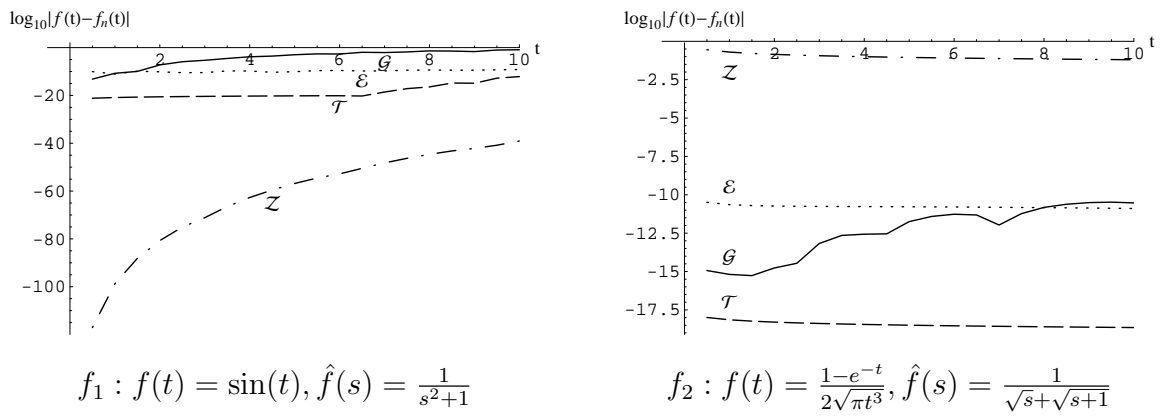 log₁₀|f(t)−fₙ(t)|
t
2 4 6 8 10
𝒢
ℰ
𝒯
𝒵
-20
-40
-60
-80
-100
f₁ : f(t) = sin(t), f̂(s) = 1/(s²+1)
log₁₀|f(t)−fₙ(t)|
t
2 4 6 8 10
𝒵
-2.5
-5
-7.5
-10
ℰ
-12.5
𝒢
-15
𝒯
-17.5
f₂ : f(t) = (1−e⁻ᵗ)/(2√(πt³)), f̂(s) = 1/(√s+√(s+1))